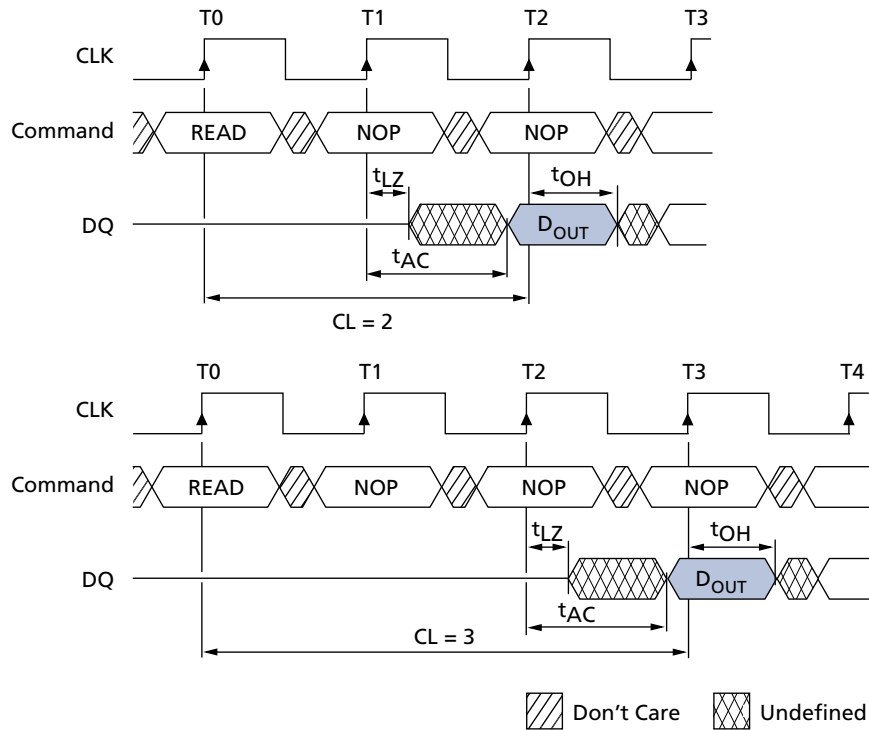 T0 T1 T2 T3
CLK
Command READ NOP NOP
tLZ tOH
DQ DOUT
tAC
CL = 2
T0 T1 T2 T3 T4
CLK
Command READ NOP NOP NOP
tLZ tOH
DQ DOUT
tAC
CL = 3
Don't Care Undefined